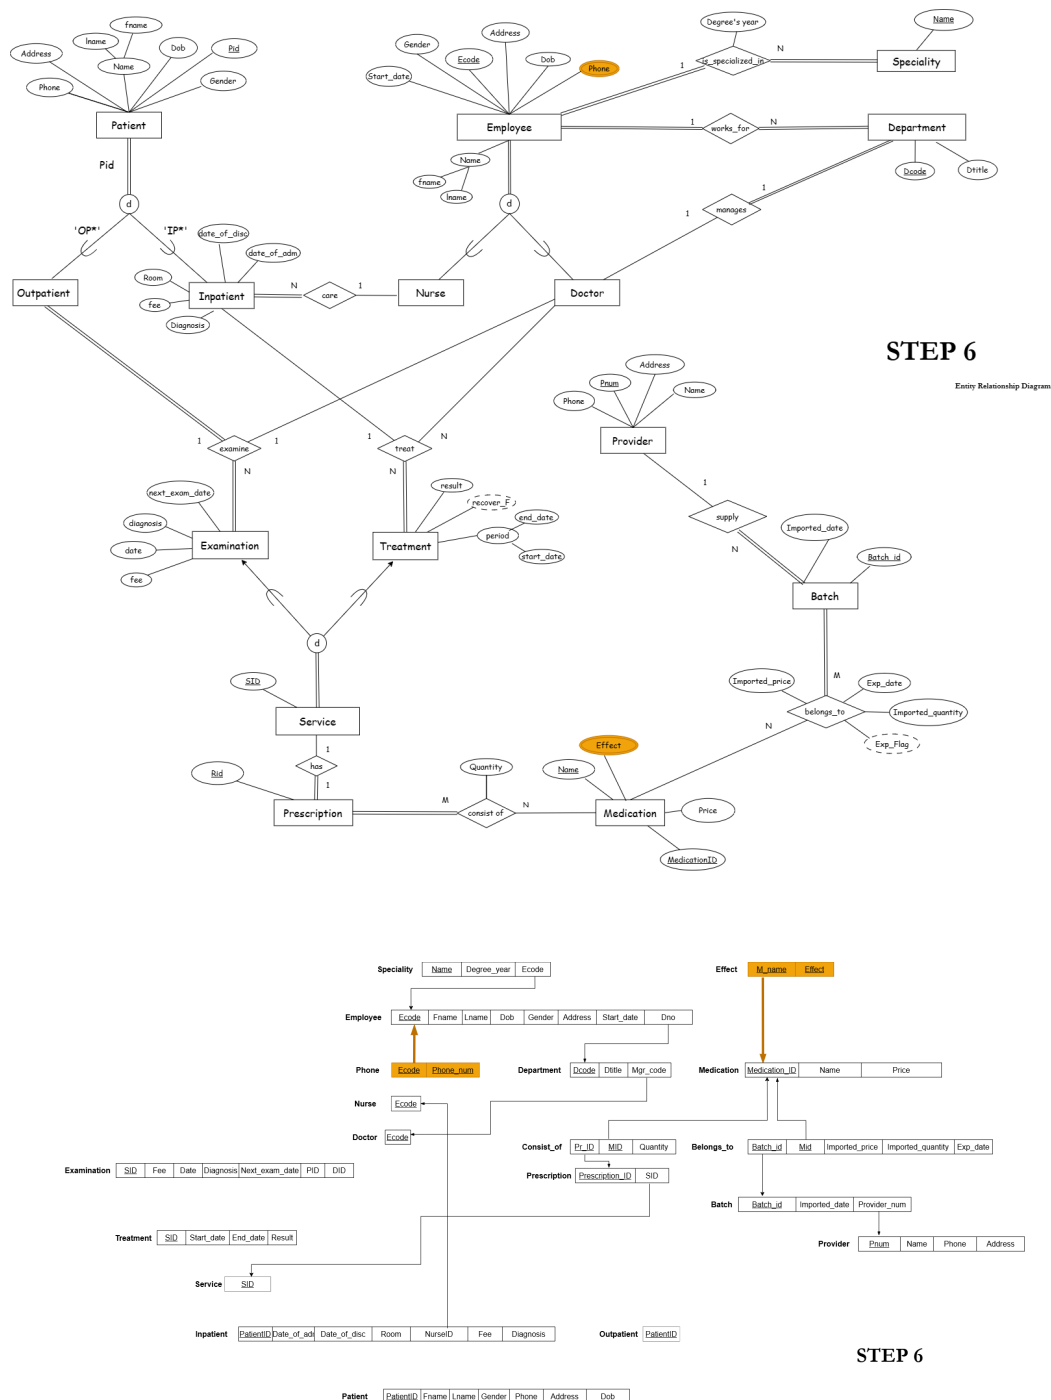 fname
lname
Dob
Pid
Address
Name
Phone
Gender
Patient
Pid
d
'OP*'
'IP*'
Address
Gender
Ecode
Dob
Phone
Start_date
Employee
Name
fname
lname
d
Degree's year
Name
1
N
is_specialized_in
Speciality
1
works_for
N
Department
Dcode
Dtitle
1
manages
1
date_of_disc
date_of_adm
Room
fee
Diagnosis
Outpatient
Inpatient
N
care
1
Nurse
Doctor
STEP 6
Entity Relationship Diagram
Address
Pnum
Name
Phone
Provider
1
examine
1
N
1
treat
N
N
next_exam_date
diagnosis
date
fee
Examination
result
recover_F
end_date
period
start_date
Treatment
1
supply
N
Imported_date
Batch_id
Batch
M
d
SID
Service
1
has
1
Rid
Prescription
M
Quantity
consist of
N
Effect
Name
Medication
Price
MedicationID
Imported_price
Exp_date
belongs_to
Imported_quantity
Exp_Flag
N
Speciality Name Degree_year Ecode
Effect M_name Effect
Employee Ecode Fname Lname Dob Gender Address Start_date Dno
Phone Ecode Phone_num
Department Dcode Dtitle Mgr_code
Medication Medication_ID Name Price
Nurse Ecode
Doctor Ecode
Consist_of Pr_ID MID Quantity
Belongs_to Batch_id Mid Imported_price Imported_quantity Exp_date
Examination SID Fee Date Diagnosis Next_exam_date PID DID
Prescription Prescription_ID SID
Batch Batch_id Imported_date Provider_num
Treatment SID Start_date End_date Result
Provider Pnum Name Phone Address
Service SID
Inpatient PatientID Date_of_adm Date_of_disc Room NurseID Fee Diagnosis
Outpatient PatientID
STEP 6
Patient PatientID Fname Lname Gender Phone Address Dob